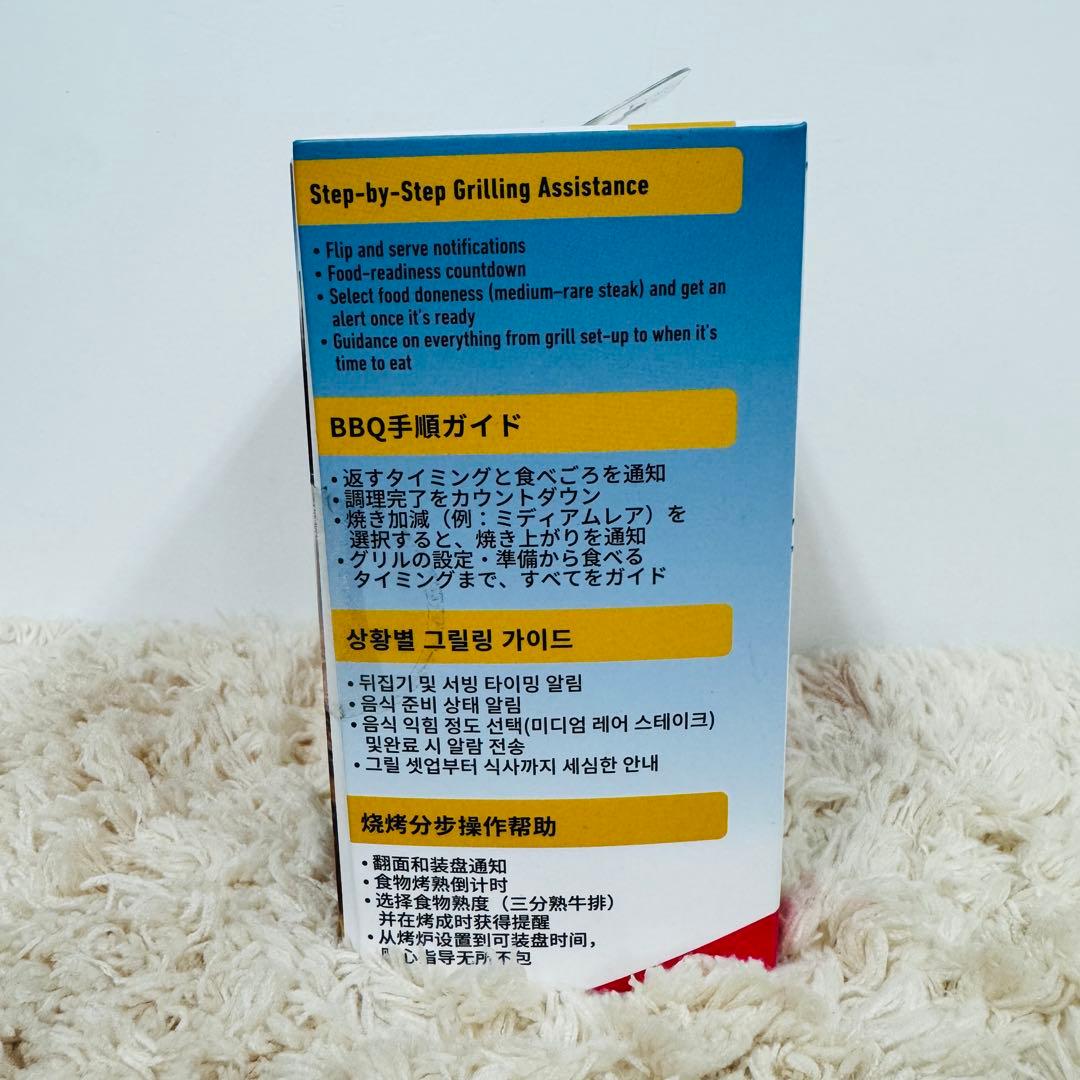 Step-by-Step Grilling Assistance
• Flip and serve notifications
• Food-readiness countdown
• Select food doneness (medium-rare steak) and get an
alert once it's ready
• Guidance on everything from grill set-up to when it's
time to eat
BBQ手順ガイド
・返すタイミングと食べごろを通知
・調理完了をカウントダウン
・焼き加減（例：ミディアムレア）を
選択すると、焼き上がりを通知
・グリルの設定・準備から食べる
タイミングまで、すべてをガイド
상황별 그릴링 가이드
• 뒤집기 및 서빙 타이밍 알림
• 음식 준비 상태 알림
• 음식 익힘 정도 선택(미디엄 레어 스테이크)
및완료 시 알람 전송
• 그릴 셋업부터 식사까지 세심한 안내
烧烤分步操作帮助
• 翻面和装盘通知
• 食物烤熟倒计时
• 选择食物熟度（三分熟牛排）
并在烤成时获得提醒
• 从烤炉设置到可装盘时间，
心指导无所不包